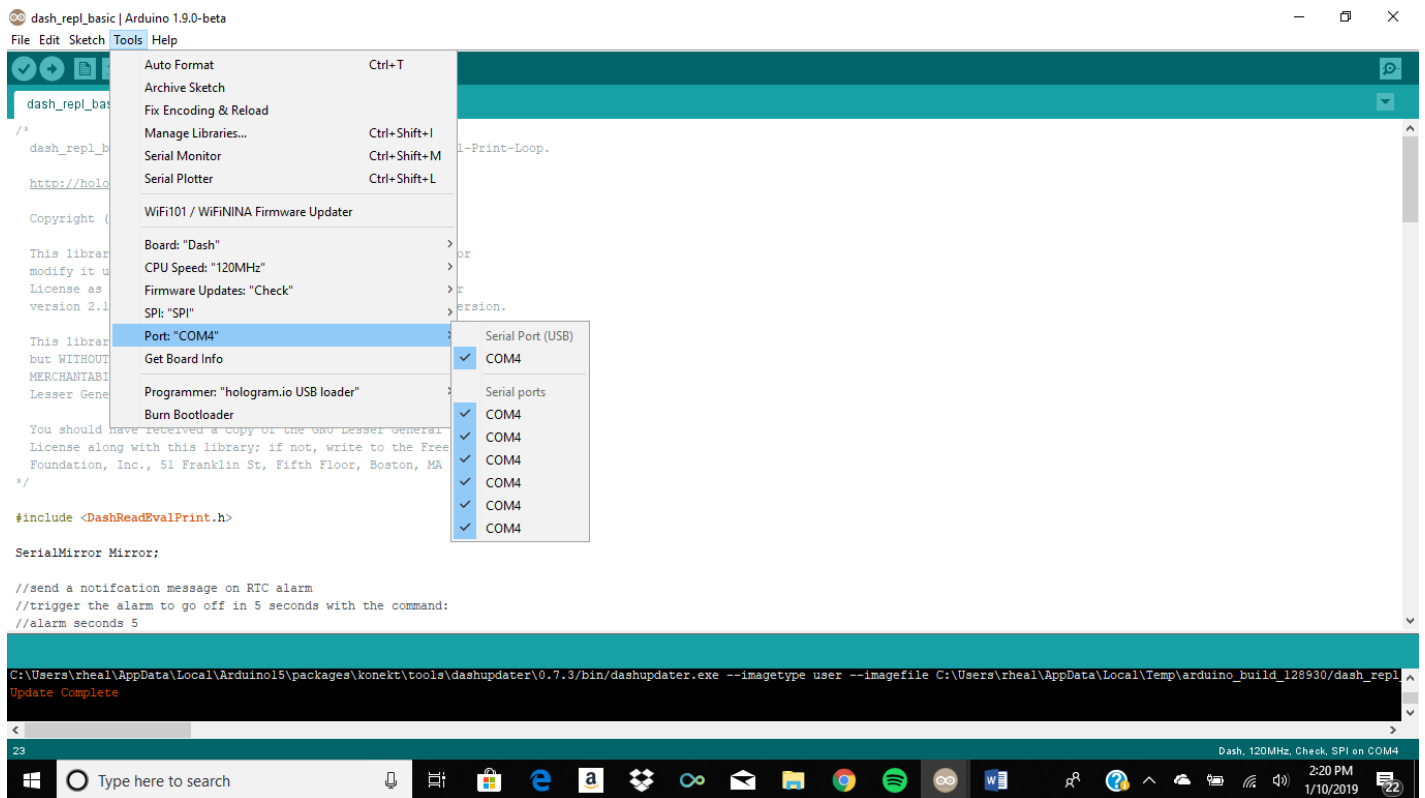 dash_repl_basic | Arduino 1.9.0-beta
File Edit Sketch Tools Help
Auto Format Ctrl+T
Archive Sketch
Fix Encoding & Reload
Manage Libraries... Ctrl+Shift+I
Serial Monitor Ctrl+Shift+M
Serial Plotter Ctrl+Shift+L
WiFi101 / WiFiNINA Firmware Updater
Board: "Dash"
CPU Speed: "120MHz"
Firmware Updates: "Check"
SPI: "SPI"
Port: "COM4"
Get Board Info
Programmer: "hologram.io USB loader"
Burn Bootloader
Serial Port (USB)
COM4
Serial ports
COM4
COM4
COM4
COM4
COM4
COM4
dash_repl_bas
/*
dash_repl_b l-Print-Loop.
http://holo
Copyright (
This librar or
modify it u
License as r
version 2.1 ersion.
This librar
but WITHOUT
MERCHANTABI
Lesser Gene
You should have received a copy of the GNU Lesser General
License along with this library; if not, write to the Free
Foundation, Inc., 51 Franklin St, Fifth Floor, Boston, MA
*/
#include <DashReadEvalPrint.h>
SerialMirror Mirror;
//send a notifcation message on RTC alarm
//trigger the alarm to go off in 5 seconds with the command:
//alarm seconds 5
C:\Users\rheal\AppData\Local\Arduino15\packages\konekt\tools\dashupdater\0.7.3/bin/dashupdater.exe --imagetype user --imagefile C:\Users\rheal\AppData\Local\Temp\arduino_build_128930/dash_repl_
Update Complete
23 Dash, 120MHz, Check, SPI on COM4
Type here to search
a
W
2:20 PM
1/10/2019
22